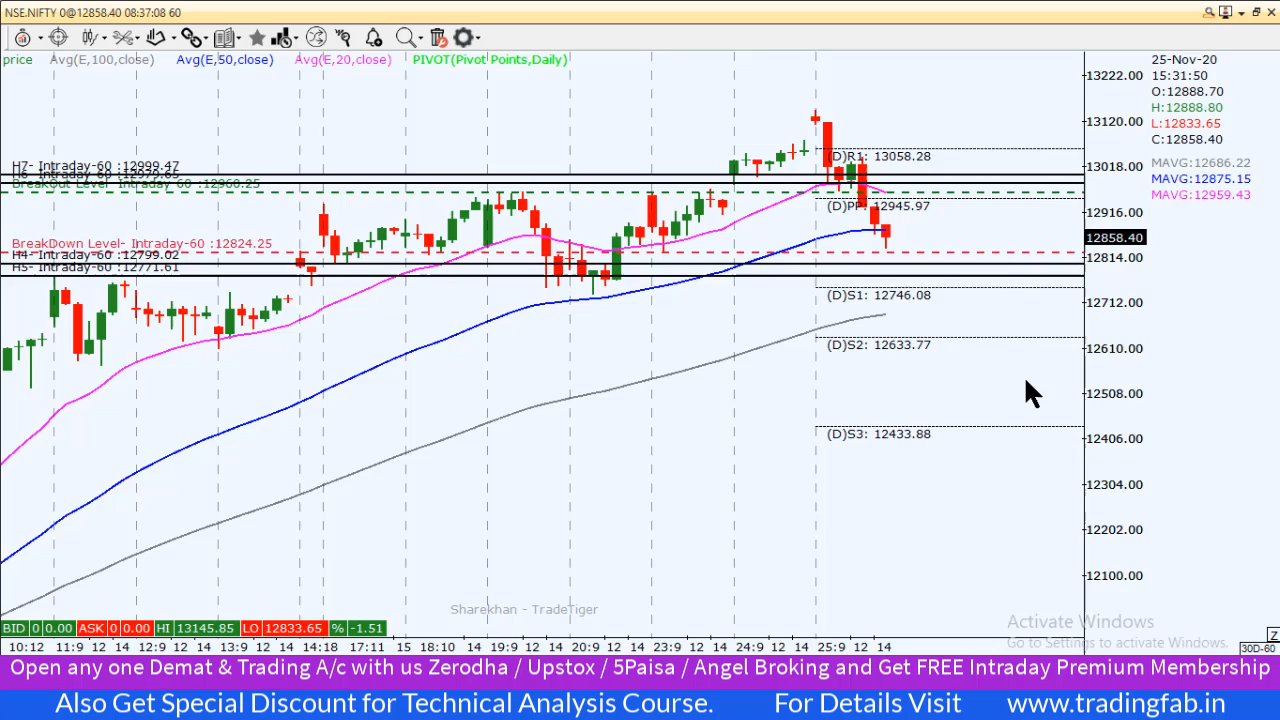 NSE.NIFTY 0@12858.40 08:37:08 60
price Avg(E,100,close) Avg(E,50,close) Avg(E,20,close) PIVOT(Pivot Points,Daily)
25-Nov-20
15:31:50
O:12888.70
H:12888.80
L:12833.65
C:12858.40
MAVG:12686.22
MAVG:12875.15
MAVG:12959.43
13222.00
13120.00
13018.00
12916.00
12858.40
12814.00
12712.00
12610.00
12508.00
12406.00
12304.00
12202.00
12100.00
H7- Intraday-60 :12999.47
BreakOut Level- Intraday-60 :12960.25
BreakDown Level- Intraday-60 :12824.25
H4- Intraday-60 :12799.02
H5- Intraday-60 :12771.61
(D)R1: 13058.28
(D)PP: 12945.97
(D)S1: 12746.08
(D)S2: 12633.77
(D)S3: 12433.88
Sharekhan - TradeTiger
Activate Windows
Go to Settings to activate Windows.
BID 0 0.00 ASK 0 0.00 HI 13145.85 LO 12833.65 % -1.51
10:12 11:9 12 14 12:9 12 14 13:9 12 14 14:18 11 13 15 17:11 15 18:10 12 14 19:9 12 14 20:9 12 14 23:9 12 14 24:9 12 14 25:9 12 14 30D-60
Z
Open any one Demat & Trading A/c with us Zerodha / Upstox / 5Paisa / Angel Broking and Get FREE Intraday Premium Membership
Also Get Special Discount for Technical Analysis Course. For Details Visit www.tradingfab.in